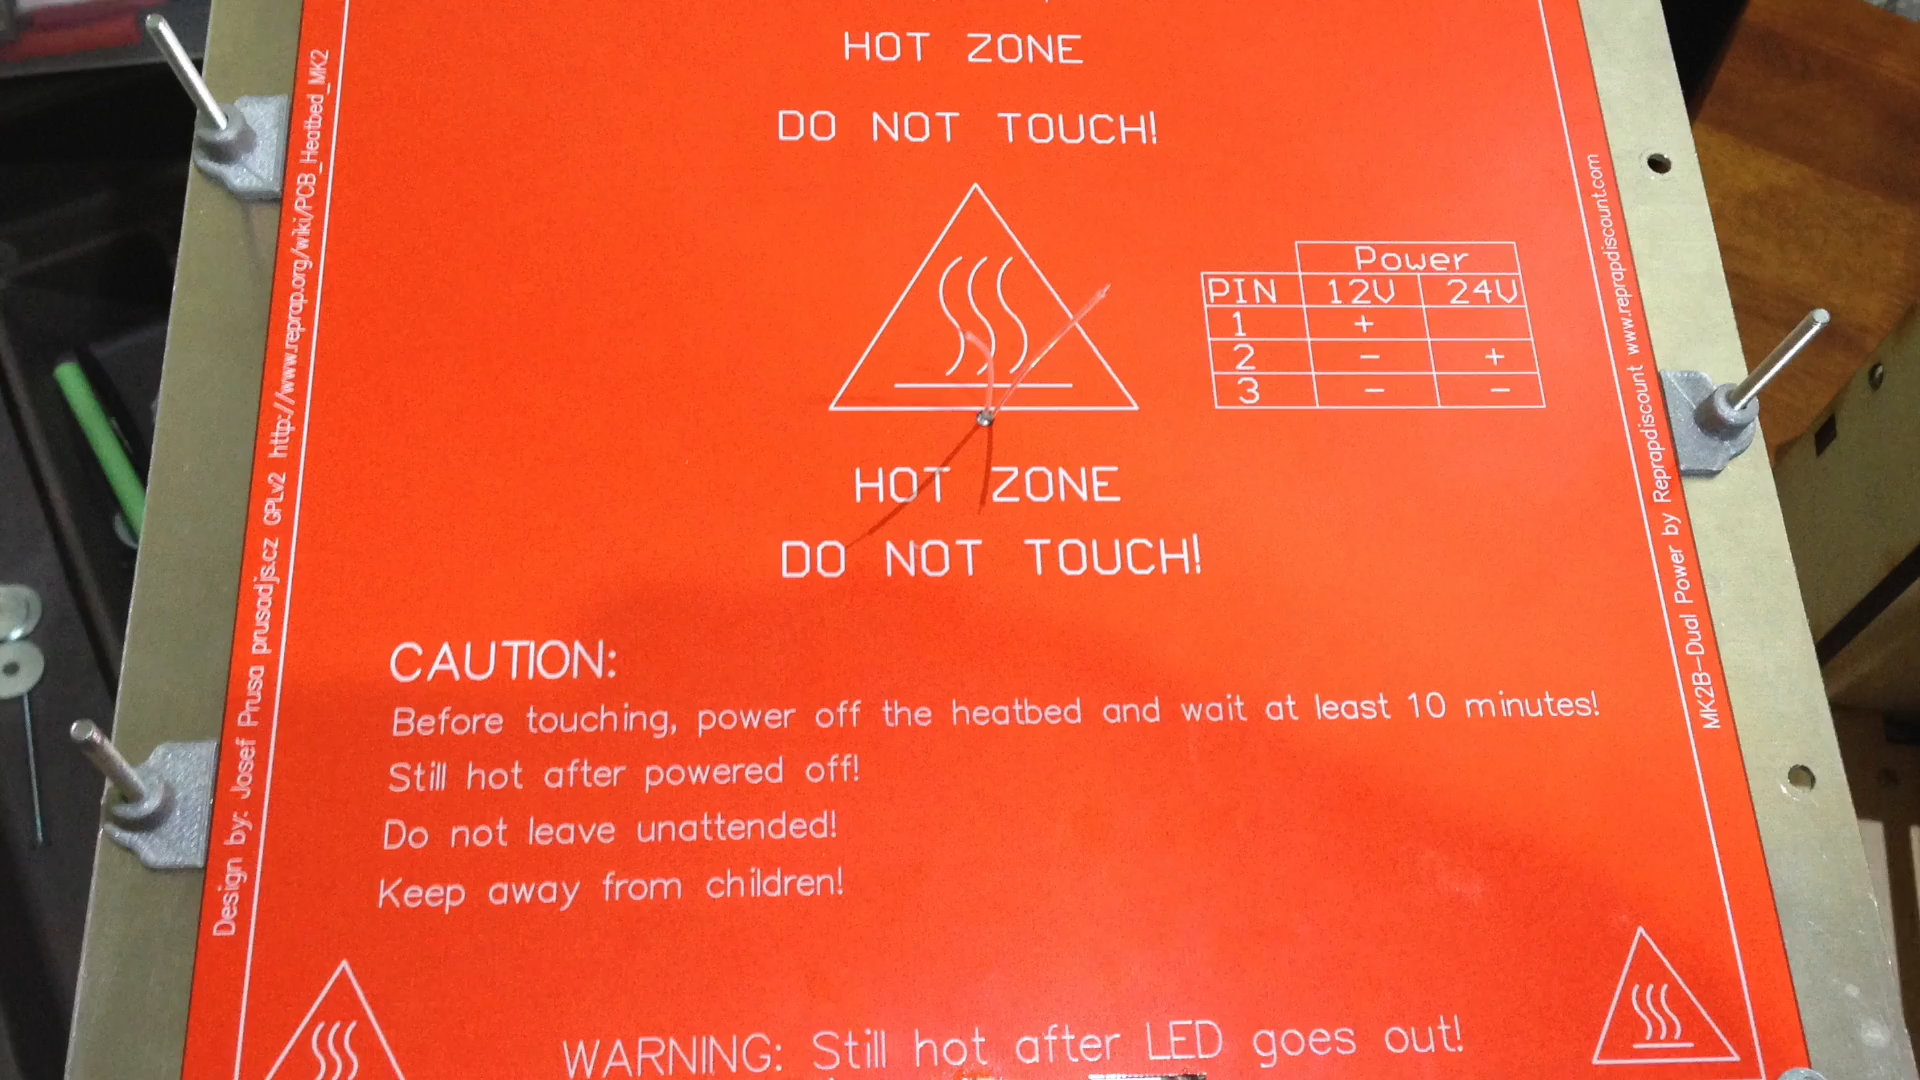 HOT ZONE
DO NOT TOUCH!
Power
PIN 12V 24V
1 +
2 - +
3 - -
HOT ZONE
DO NOT TOUCH!
CAUTION:
Before touching, power off the heatbed and wait at least 10 minutes!
Still hot after powered off!
Do not leave unattended!
Keep away from children!
WARNING: Still hot after LED goes out!
Design by: Josef Prusa prusadjs.cz GPLv2 http://www.reprap.org/wiki/PCB_Heatbed_MK2
MK2B-Dual Power by Reprapdiscount www.reprapdiscount.com